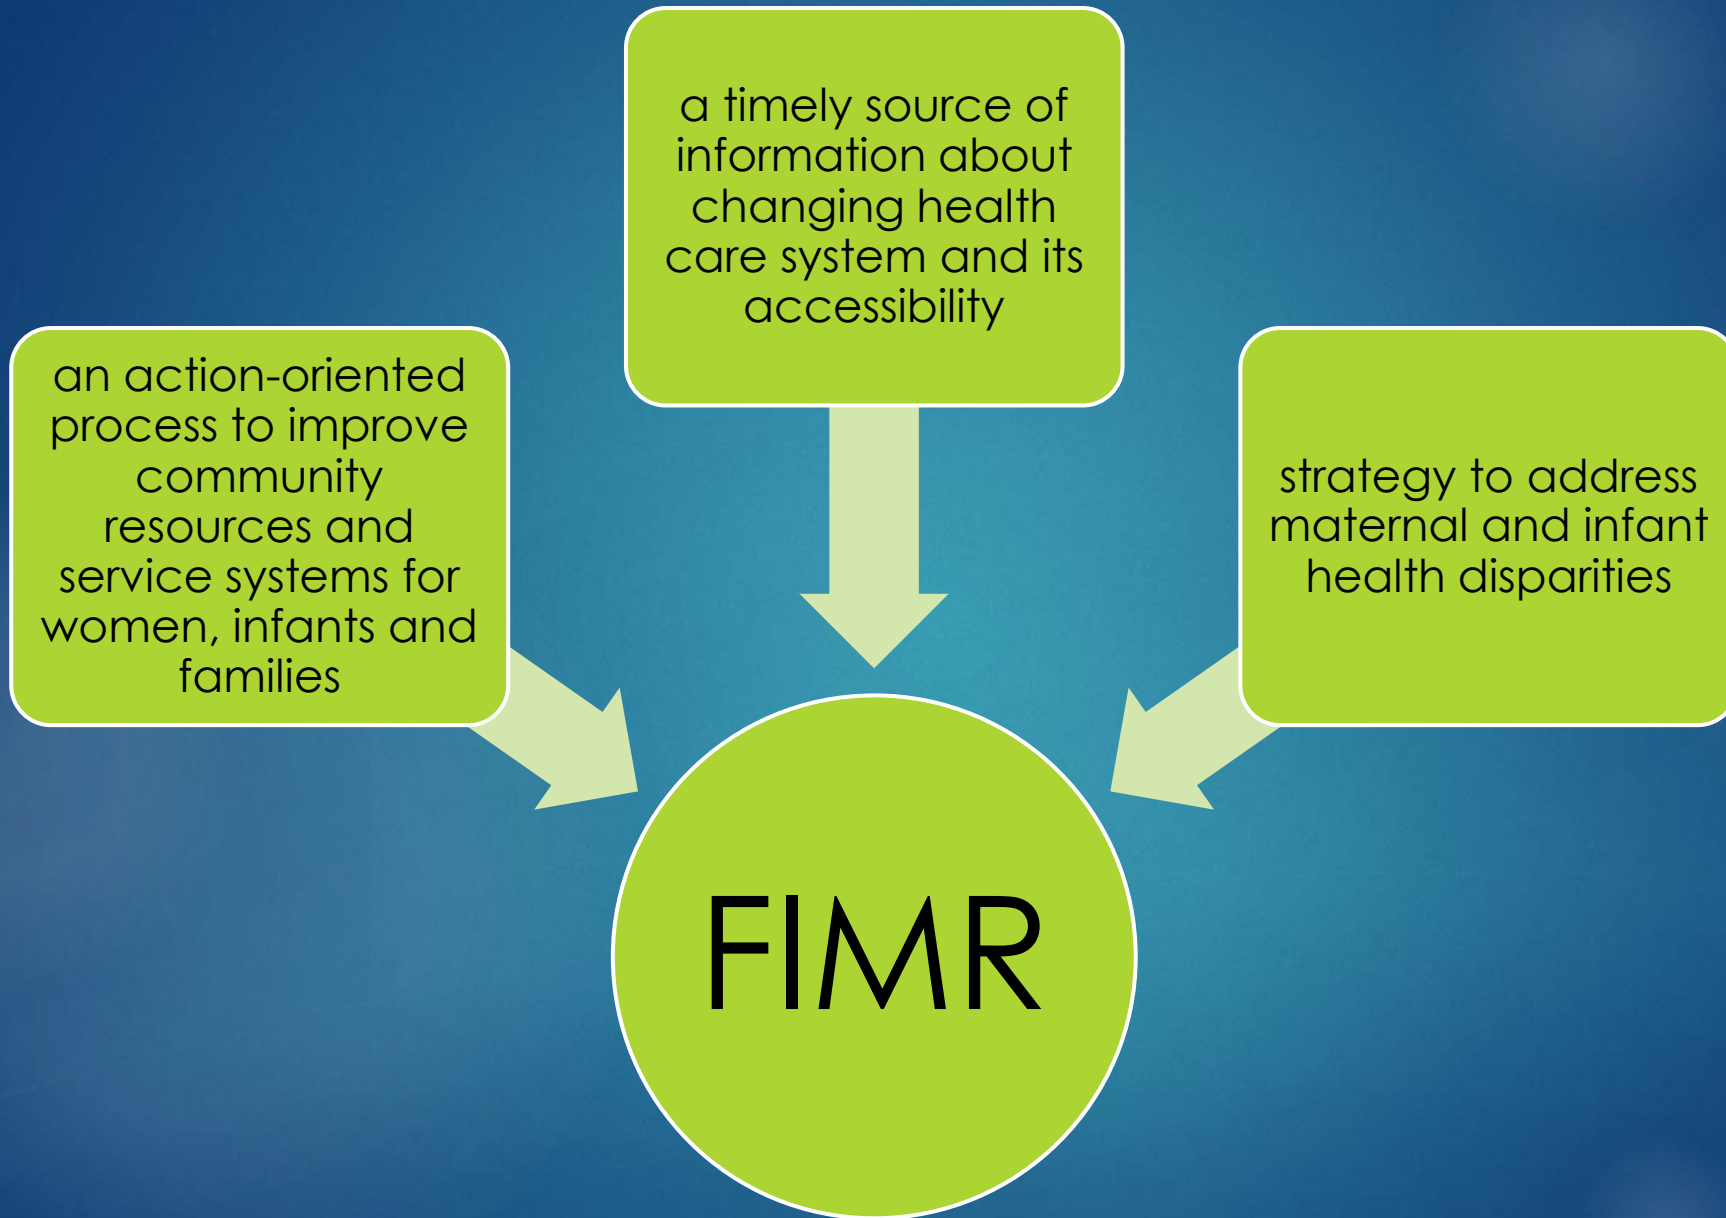 an action-oriented
process to improve
community
resources and
service systems for
women, infants and
families
a timely source of
information about
changing health
care system and its
accessibility
strategy to address
maternal and infant
health disparities
FIMR